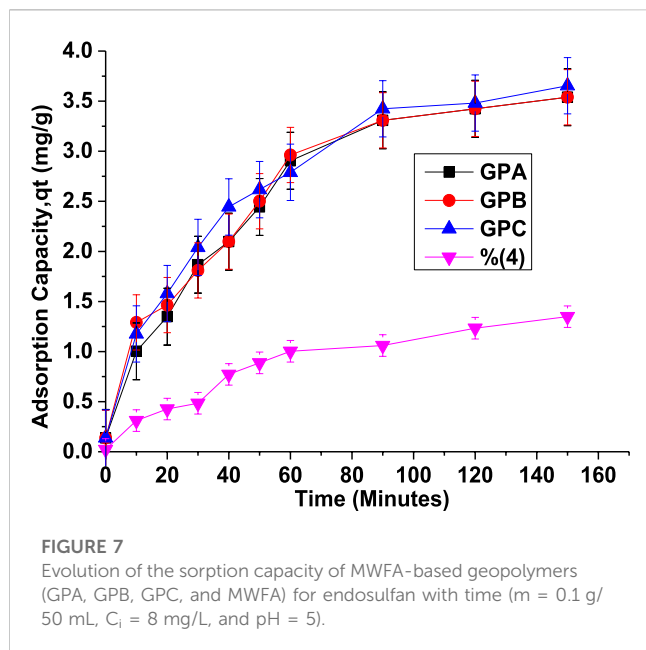 4.0
3.5
3.0
2.5
2.0
1.5
1.0
0.5
0.0
Adsorption Capacity,qt (mg/g)
GPA
GPB
GPC
%(4)
0 20 40 60 80 100 120 140 160
Time (Minutes)
FIGURE 7
Evolution of the sorption capacity of MWFA-based geopolymers
(GPA, GPB, GPC, and MWFA) for endosulfan with time (m = 0.1 g/
50 mL, Cᵢ = 8 mg/L, and pH = 5).